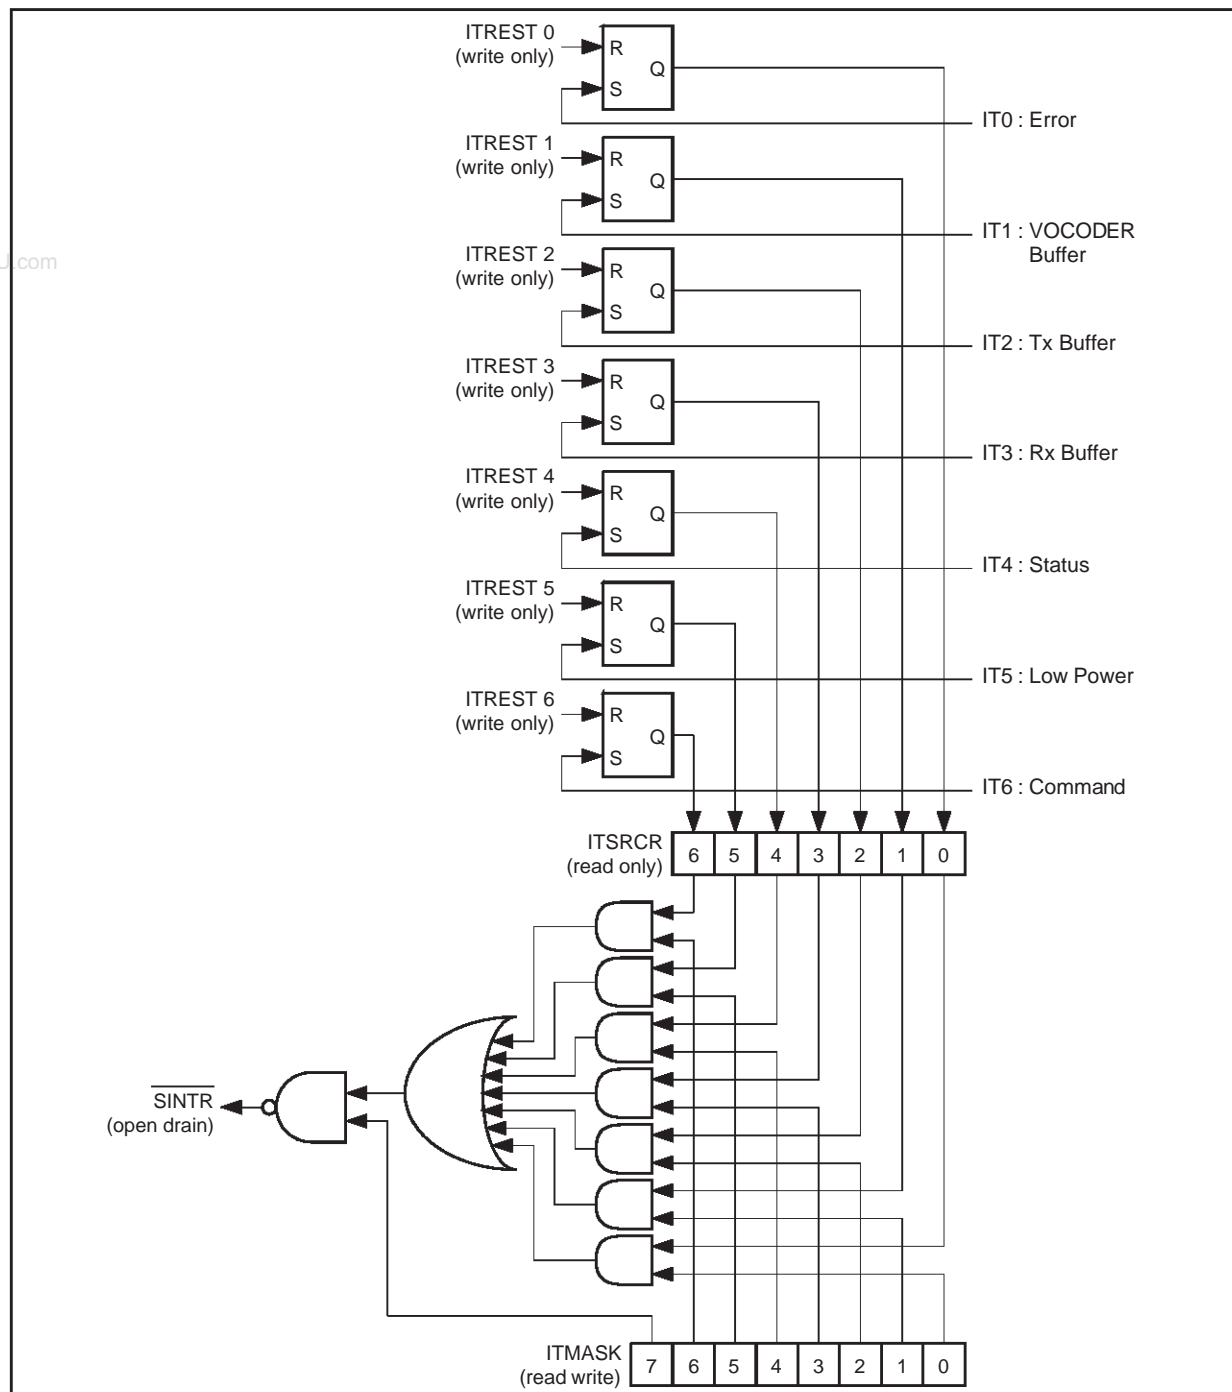 ITREST 0
(write only)
R
Q
S
IT0 : Error
ITREST 1
(write only)
R
Q
S
IT1 : VOCODER
Buffer
J.com
ITREST 2
(write only)
R
Q
S
IT2 : Tx Buffer
ITREST 3
(write only)
R
Q
S
IT3 : Rx Buffer
ITREST 4
(write only)
R
Q
S
IT4 : Status
ITREST 5
(write only)
R
Q
S
IT5 : Low Power
ITREST 6
(write only)
R
Q
S
IT6 : Command
ITSRCR
(read only)
6 5 4 3 2 1 0
SINTR
(open drain)
ITMASK
(read write)
7 6 5 4 3 2 1 0